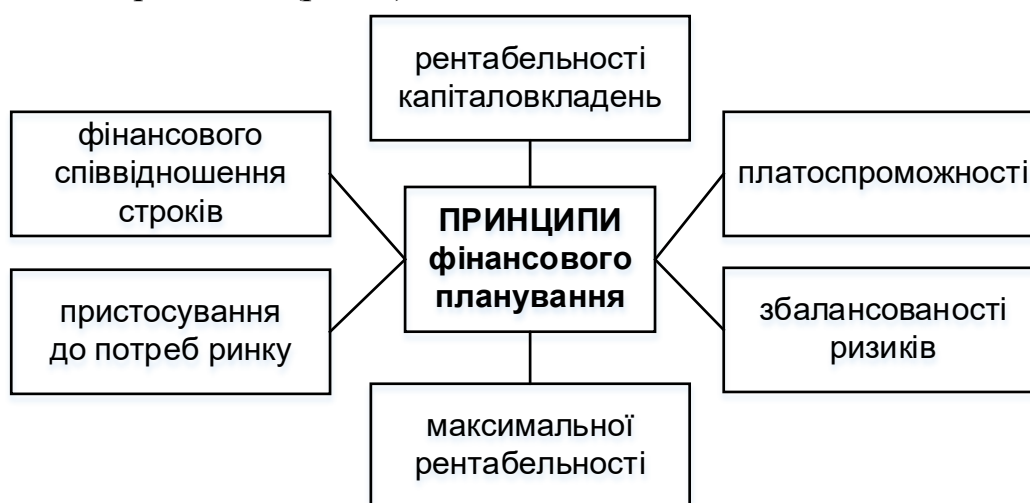 рентабельності
капіталовкладень
фінансового
співвідношення
строків
платоспроможності
ПРИНЦИПИ
фінансового
планування
пристосування
до потреб ринку
збалансованості
ризиків
максимальної
рентабельності